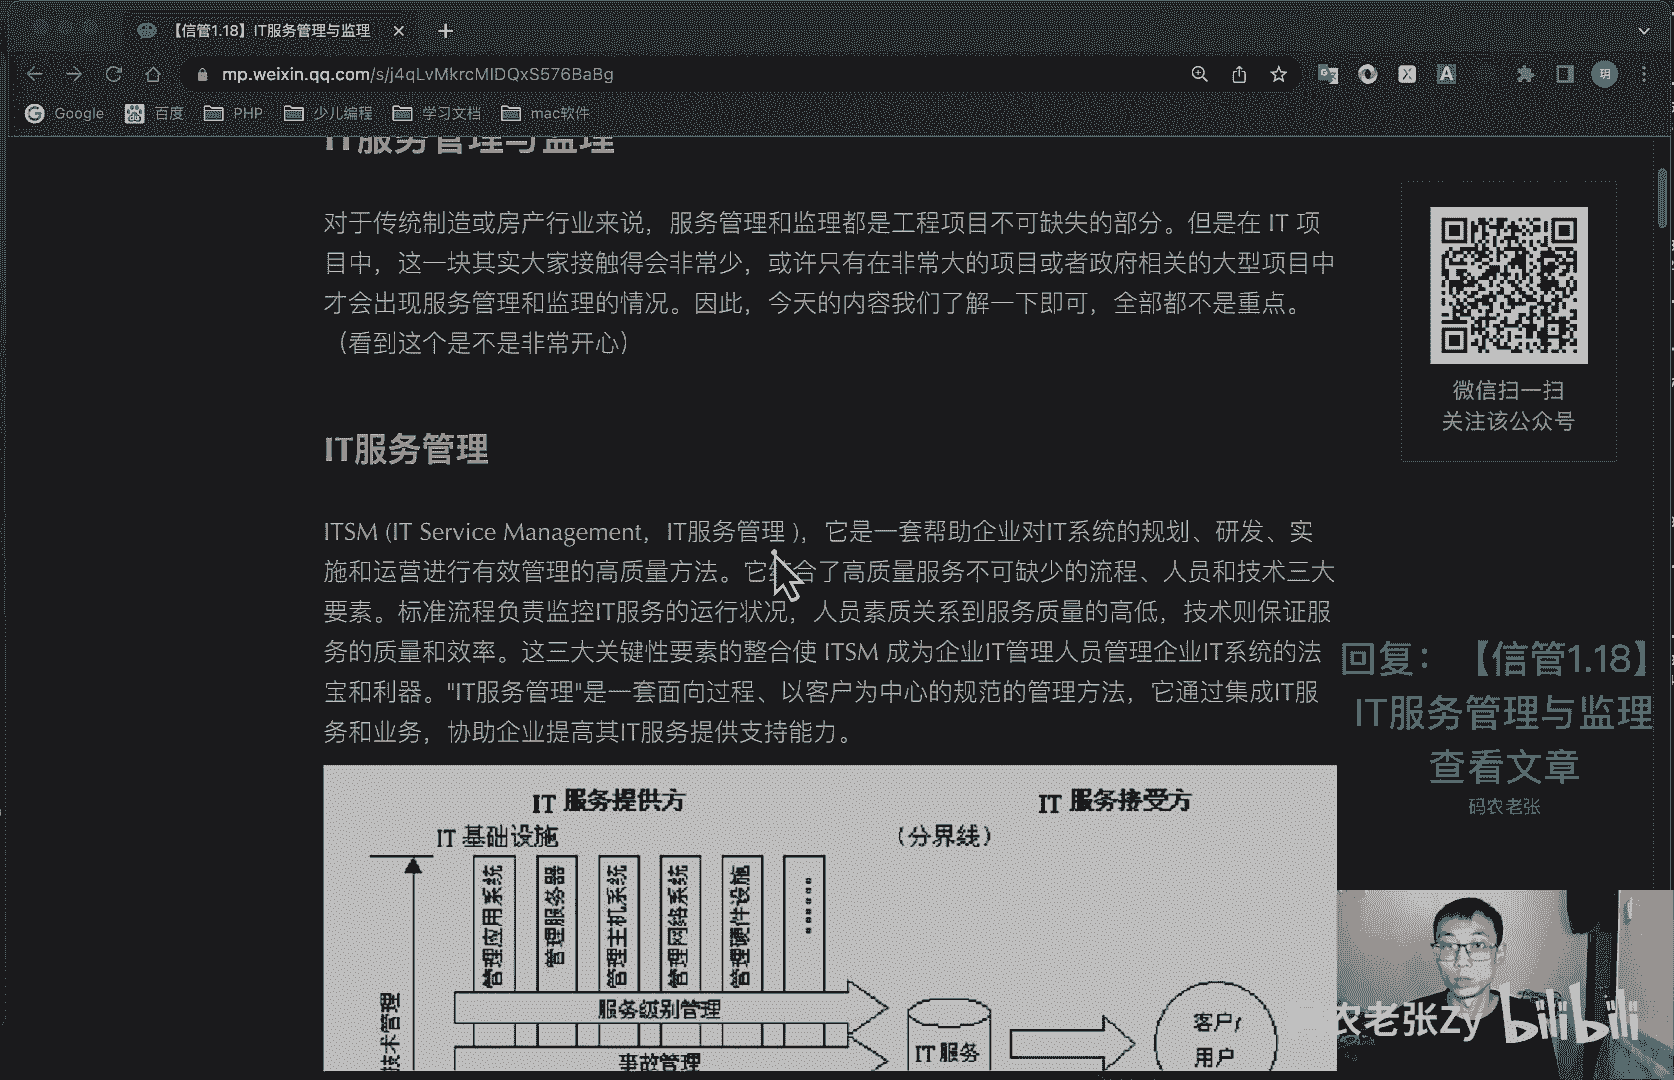 【信管1.18】IT服务管理与监理
mp.weixin.qq.com/s/j4qLvMkrcMIDQxS576BaBg
Google 百度 PHP 少儿编程 学习文档 mac软件
IT服务管理与监理
对于传统制造或房产行业来说，服务管理和监理都是工程项目不可缺失的部分。但是在 IT 项
目中，这一块其实大家接触得会非常少，或许只有在非常大的项目或者政府相关的大型项目中
才会出现服务管理和监理的情况。因此，今天的内容我们了解一下即可，全部都不是重点。
（看到这个是不是非常开心）
微信扫一扫
关注该公众号
IT服务管理
ITSM (IT Service Management，IT服务管理 )，它是一套帮助企业对IT系统的规划、研发、实
施和运营进行有效管理的高质量方法。它结合了高质量服务不可缺少的流程、人员和技术三大
要素。标准流程负责监控IT服务的运行状况，人员素质关系到服务质量的高低，技术则保证服
务的质量和效率。这三大关键性要素的整合使 ITSM 成为企业IT管理人员管理企业IT系统的法
宝和利器。"IT服务管理"是一套面向过程、以客户为中心的规范的管理方法，它通过集成IT服
务和业务，协助企业提高其IT服务提供支持能力。
回复：【信管1.18】
IT服务管理与监理
查看文章
码农老张
IT 服务提供方
IT 服务接受方
IT 基础设施
（分界线）
管理应用系统
管理服务器
管理主机系统
管理网络系统
管理硬件设施
……
技术管理
服务级别管理
事故管理
IT 服务
客户/
用户
农老张Zy bilibili
玥
A
X